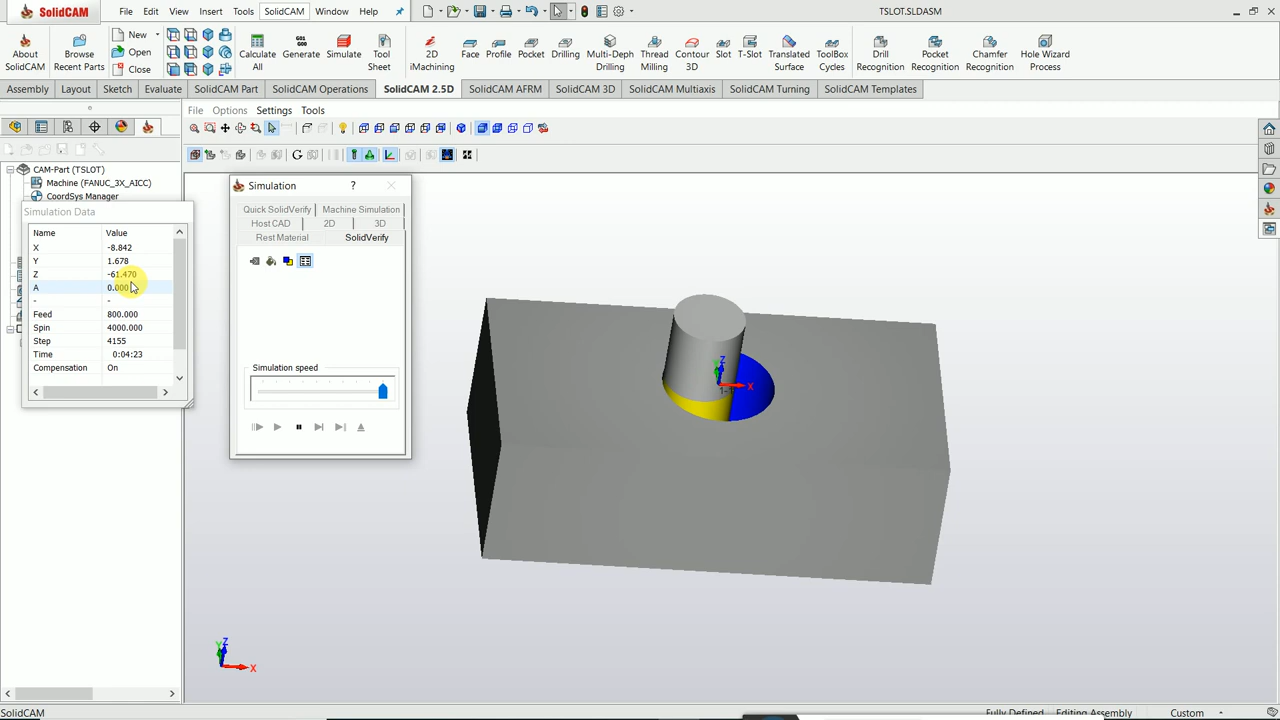 SolidCAM File Edit View Insert Tools SolidCAM Window Help TSLOT.SLDASM
About SolidCAM
Browse Recent Parts
New
Open
Close
Calculate All
Generate
Simulate
Tool Sheet
2D iMachining
Face
Profile
Pocket
Drilling
Multi-Depth Drilling
Thread Milling
Contour 3D
Slot
T-Slot
Translated Surface
ToolBox Cycles
Drill Recognition
Pocket Recognition
Chamfer Recognition
Hole Wizard Process
Assembly Layout Sketch Evaluate SolidCAM Part SolidCAM Operations SolidCAM 2.5D SolidCAM AFRM SolidCAM 3D SolidCAM Multiaxis SolidCAM Turning SolidCAM Templates
File Options Settings Tools
CAM-Part (TSLOT)
Machine (FANUC_3X_AICC)
CoordSys Manager
Simulation Data
Name Value
X -8.842
Y 1.678
Z -61.470
A 0.000
- -
Feed 800.000
Spin 4000.000
Step 4155
Time 0:04:23
Compensation On
Simulation ?
Quick SolidVerify Machine Simulation
Host CAD 2D 3D
Rest Material SolidVerify
Simulation speed
Z
Y
X
Z
Y
X
SolidCAM Fully Defined Editing Assembly Custom